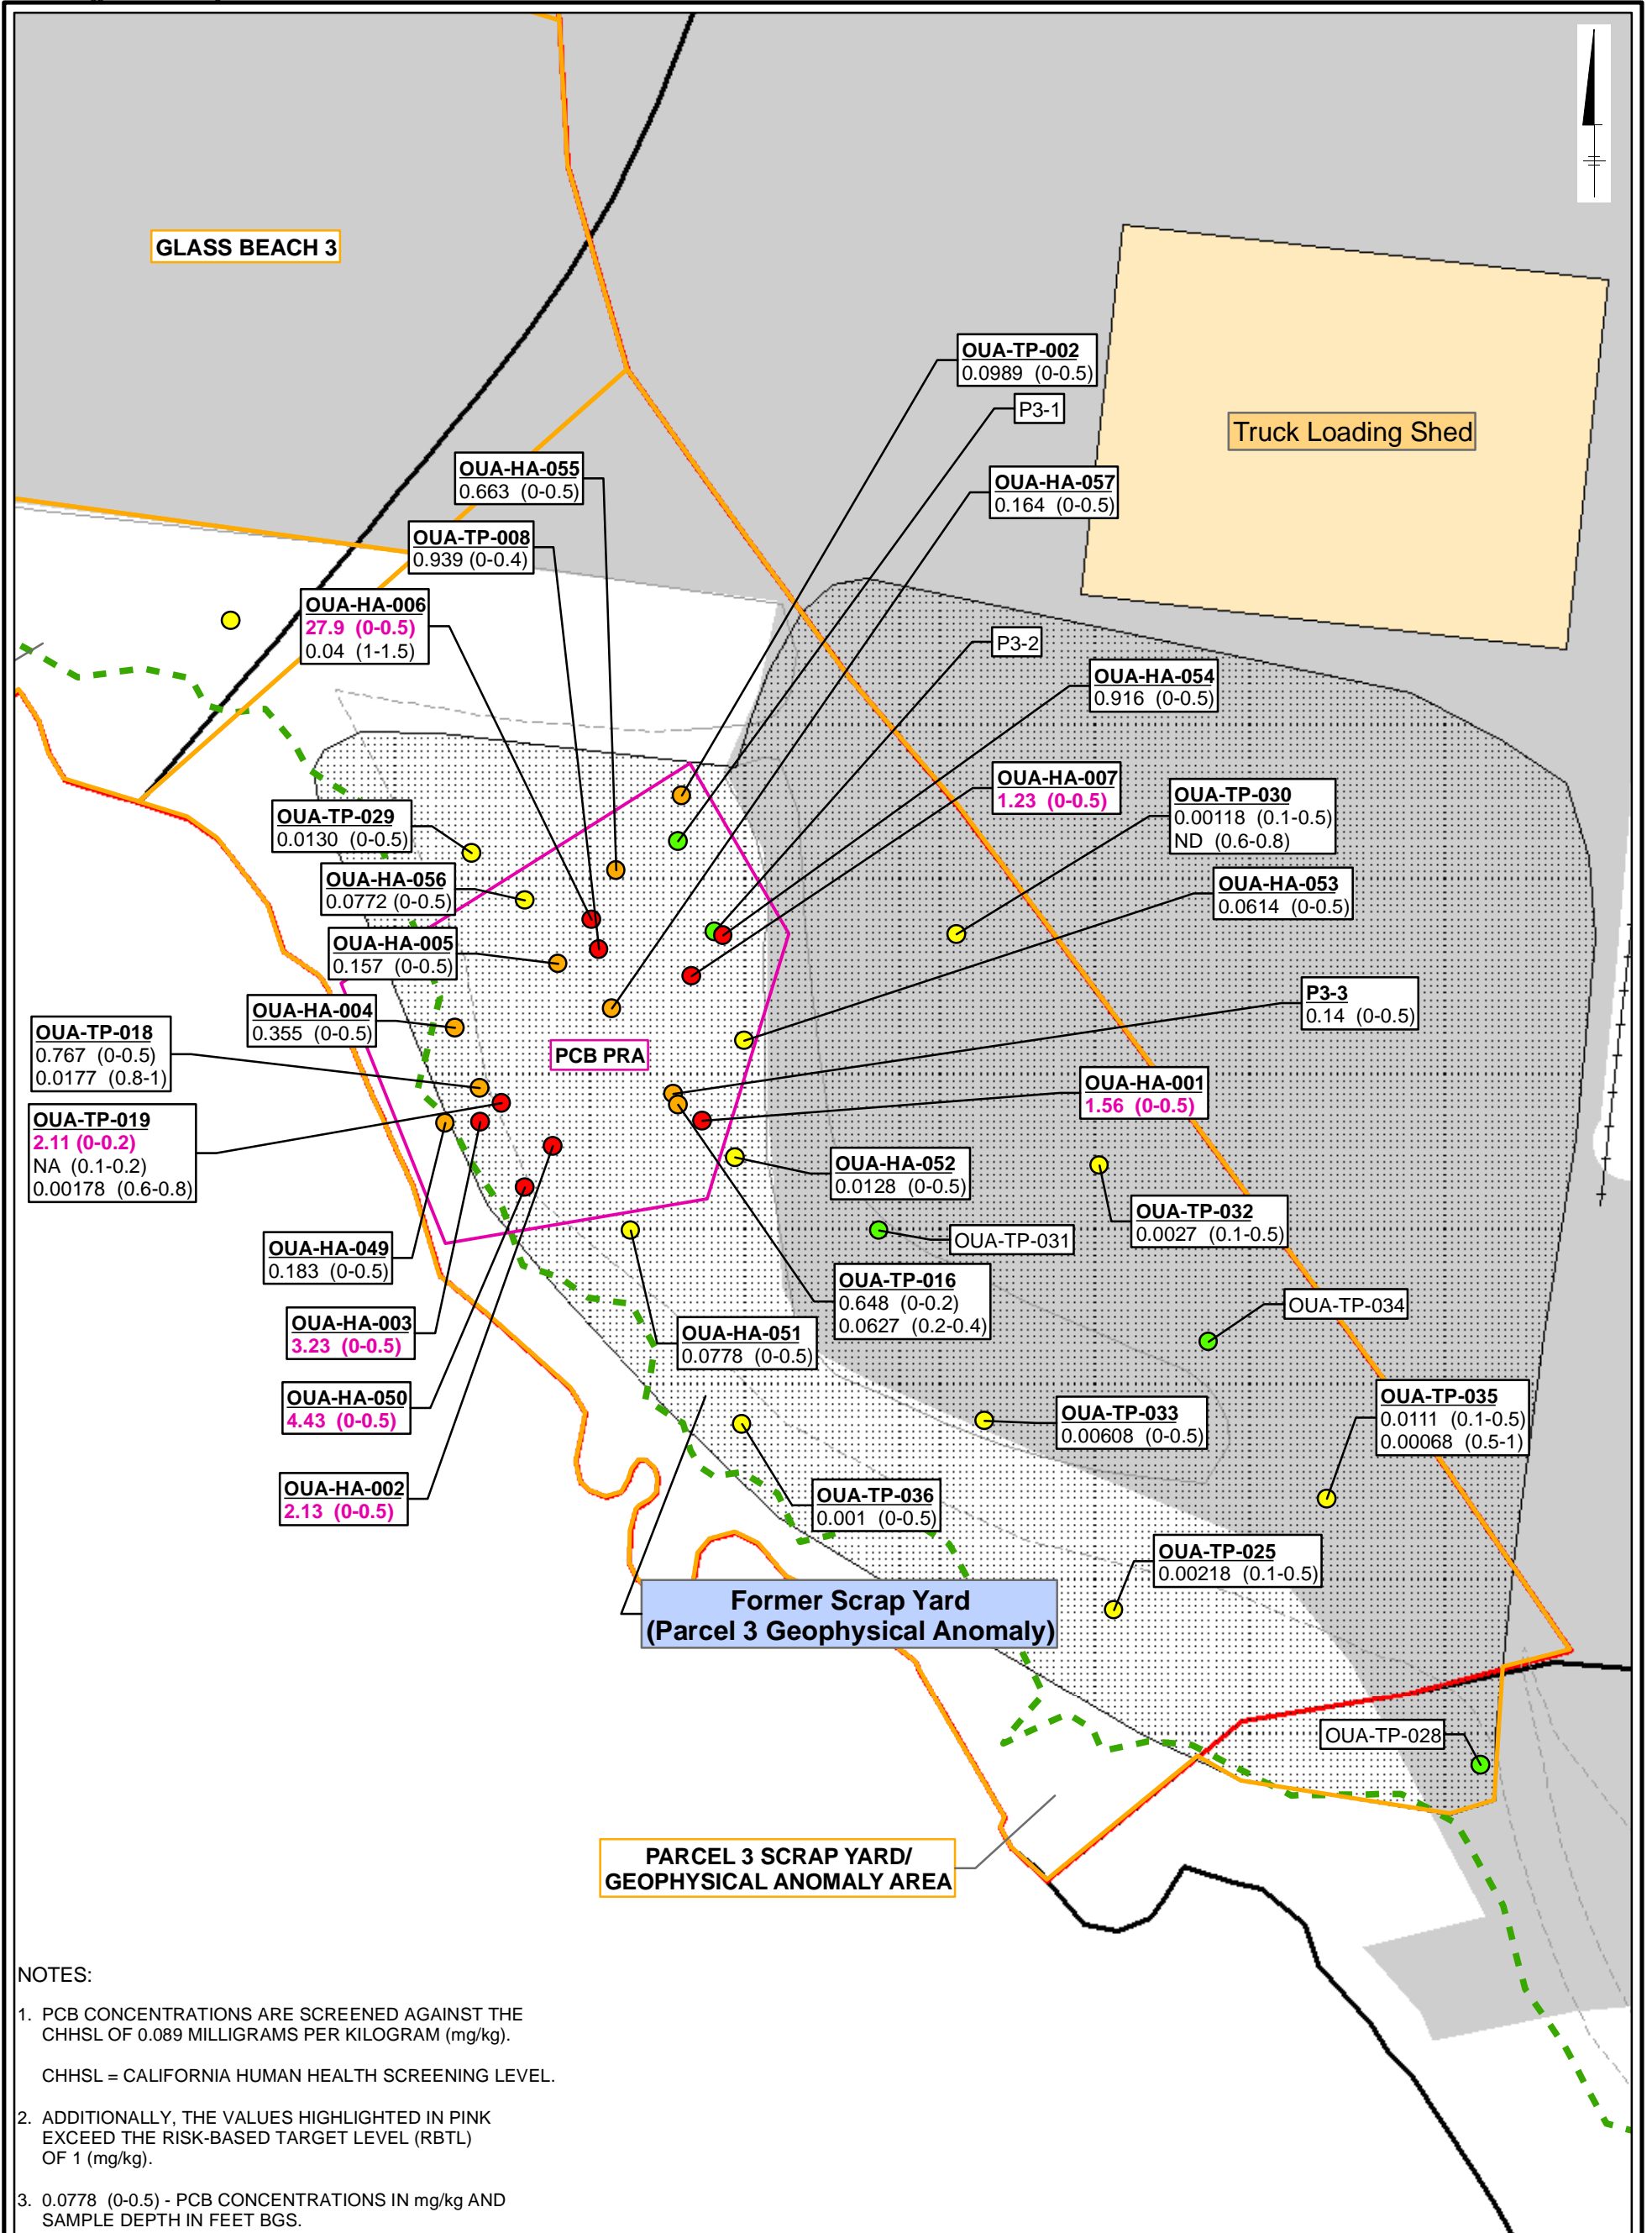 GLASS BEACH 3
OUA-TP-002
0.0989 (0-0.5)
P3-1
Truck Loading Shed
OUA-HA-055
0.663 (0-0.5)
OUA-HA-057
0.164 (0-0.5)
OUA-TP-008
0.939 (0-0.4)
OUA-HA-006
27.9 (0-0.5)
0.04 (1-1.5)
P3-2
OUA-HA-054
0.916 (0-0.5)
OUA-HA-007
1.23 (0-0.5)
OUA-TP-030
0.00118 (0.1-0.5)
ND (0.6-0.8)
OUA-TP-029
0.0130 (0-0.5)
OUA-HA-056
0.0772 (0-0.5)
OUA-HA-053
0.0614 (0-0.5)
OUA-HA-005
0.157 (0-0.5)
OUA-HA-004
0.355 (0-0.5)
P3-3
0.14 (0-0.5)
OUA-TP-018
0.767 (0-0.5)
0.0177 (0.8-1)
PCB PRA
OUA-TP-019
2.11 (0-0.2)
NA (0.1-0.2)
0.00178 (0.6-0.8)
OUA-HA-001
1.56 (0-0.5)
OUA-HA-052
0.0128 (0-0.5)
OUA-TP-032
0.0027 (0.1-0.5)
OUA-TP-031
OUA-HA-049
0.183 (0-0.5)
OUA-TP-016
0.648 (0-0.2)
0.0627 (0.2-0.4)
OUA-TP-034
OUA-HA-003
3.23 (0-0.5)
OUA-HA-051
0.0778 (0-0.5)
OUA-HA-050
4.43 (0-0.5)
OUA-TP-033
0.00608 (0-0.5)
OUA-TP-035
0.0111 (0.1-0.5)
0.00068 (0.5-1)
OUA-HA-002
2.13 (0-0.5)
OUA-TP-036
0.001 (0-0.5)
OUA-TP-025
0.00218 (0.1-0.5)
Former Scrap Yard
(Parcel 3 Geophysical Anomaly)
OUA-TP-028
PARCEL 3 SCRAP YARD/
GEOPHYSICAL ANOMALY AREA
NOTES:
1. PCB CONCENTRATIONS ARE SCREENED AGAINST THE
CHHSL OF 0.089 MILLIGRAMS PER KILOGRAM (mg/kg).
CHHSL = CALIFORNIA HUMAN HEALTH SCREENING LEVEL.
2. ADDITIONALLY, THE VALUES HIGHLIGHTED IN PINK
EXCEED THE RISK-BASED TARGET LEVEL (RBTL)
OF 1 (mg/kg).
3. 0.0778 (0-0.5) - PCB CONCENTRATIONS IN mg/kg AND
SAMPLE DEPTH IN FEET BGS.